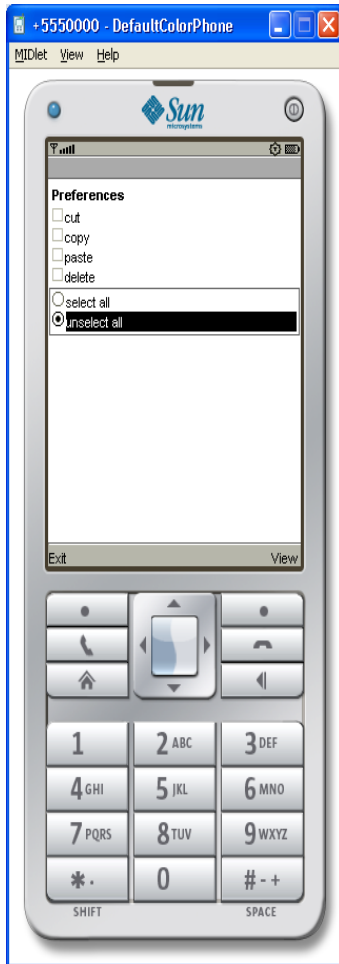 +5550000 - DefaultColorPhone
MIDlet View Help
Sun
microsystems
Preferences
cut
copy
paste
delete
select all
unselect all
Exit View
1 2 ABC 3 DEF
4 GHI 5 JKL 6 MNO
7 PQRS 8 TUV 9 WXYZ
* . 0 # - +
SHIFT SPACE